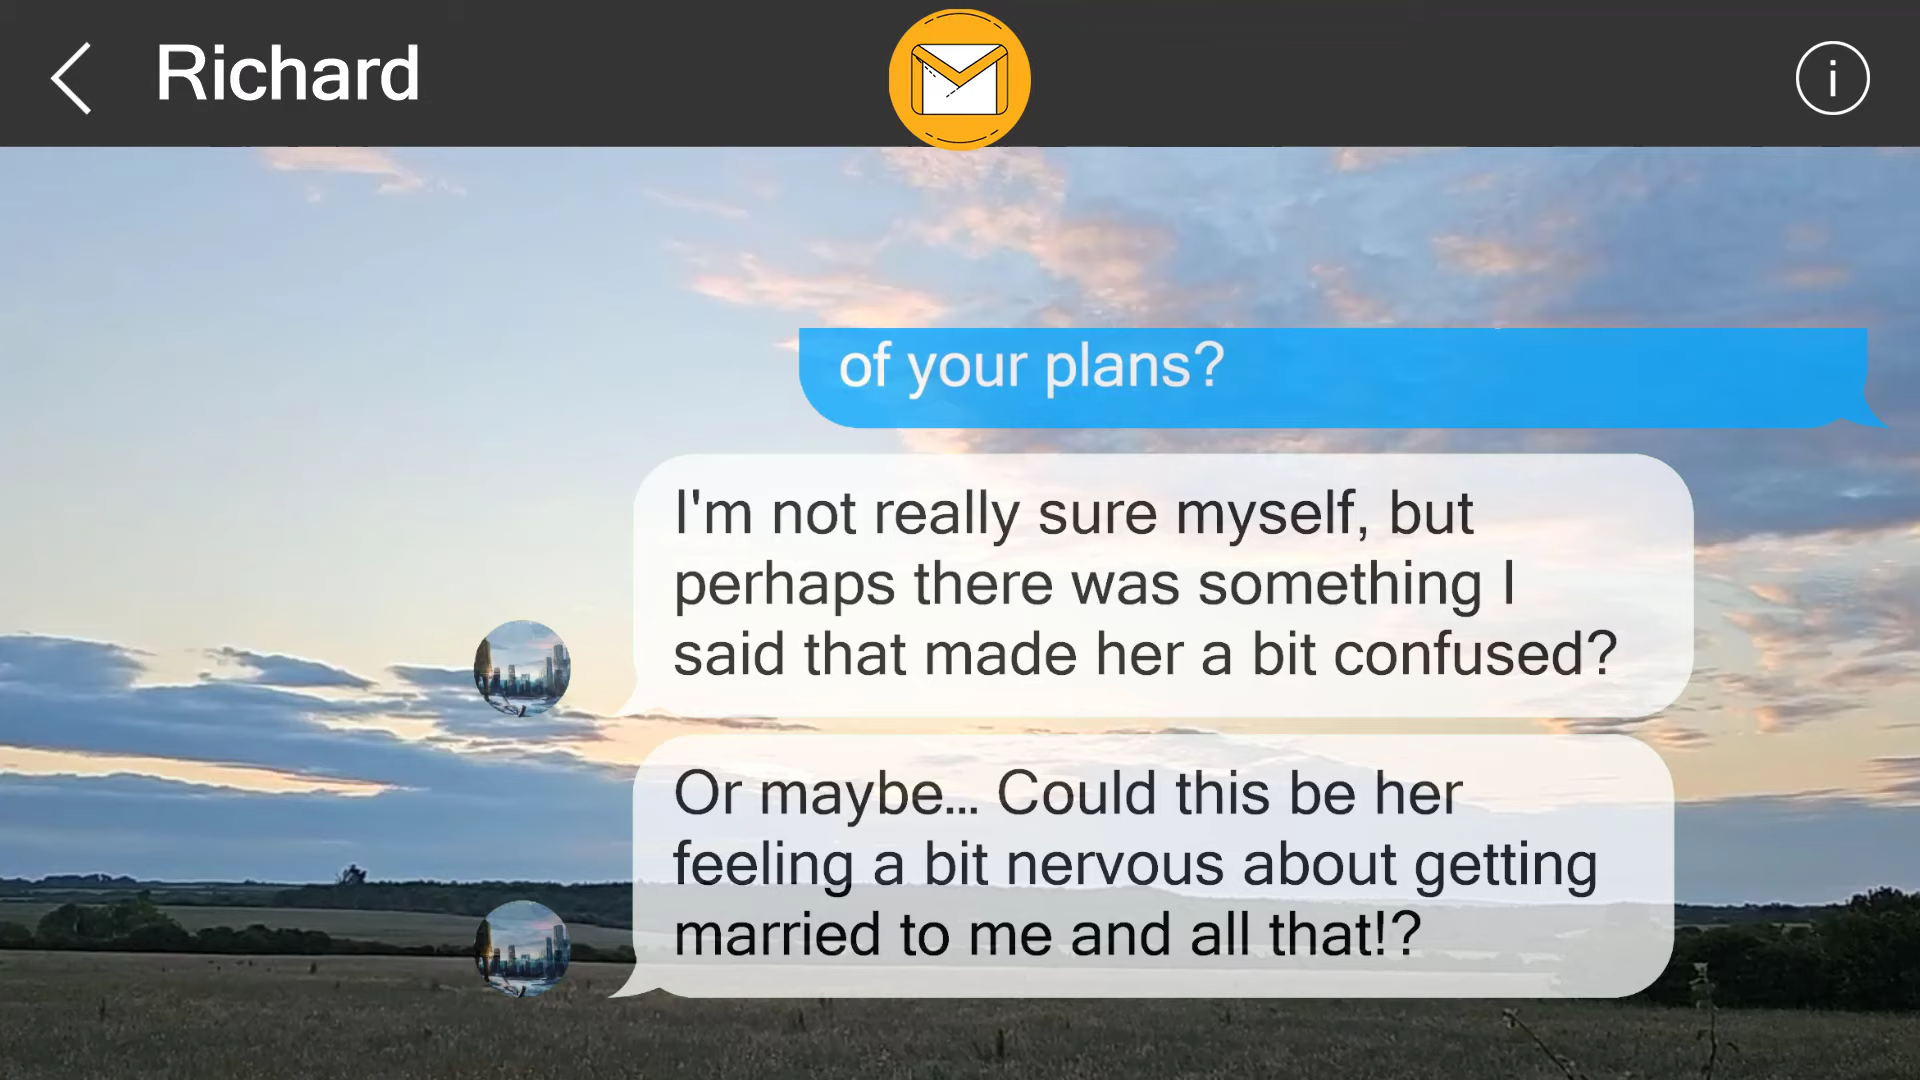 Richard
i
of your plans?
I'm not really sure myself, but
perhaps there was something I
said that made her a bit confused?
Or maybe... Could this be her
feeling a bit nervous about getting
married to me and all that!?